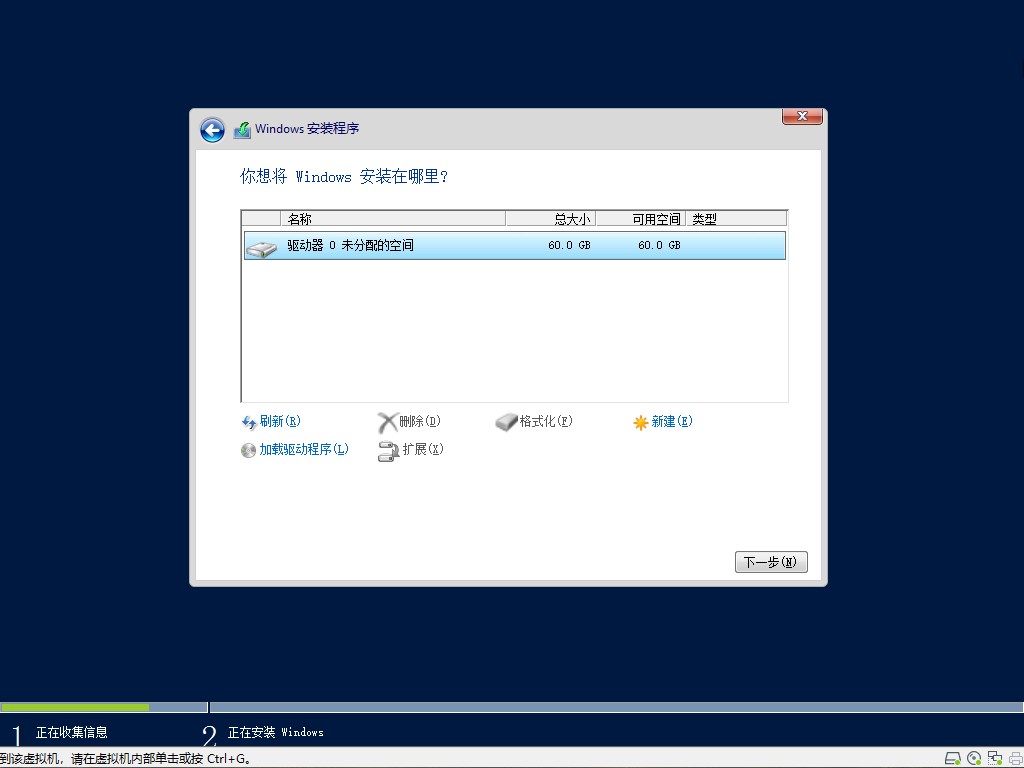 Windows 安装程序
你想将 Windows 安装在哪里？
名称 总大小 可用空间 类型
驱动器 0 未分配的空间 60.0 GB 60.0 GB
刷新(R) 删除(D) 格式化(F) 新建(E)
加载驱动程序(L) 扩展(X)
下一步(N)
1 正在收集信息 2 正在安装 Windows
到该虚拟机，请在虚拟机内部单击或按 Ctrl+G。